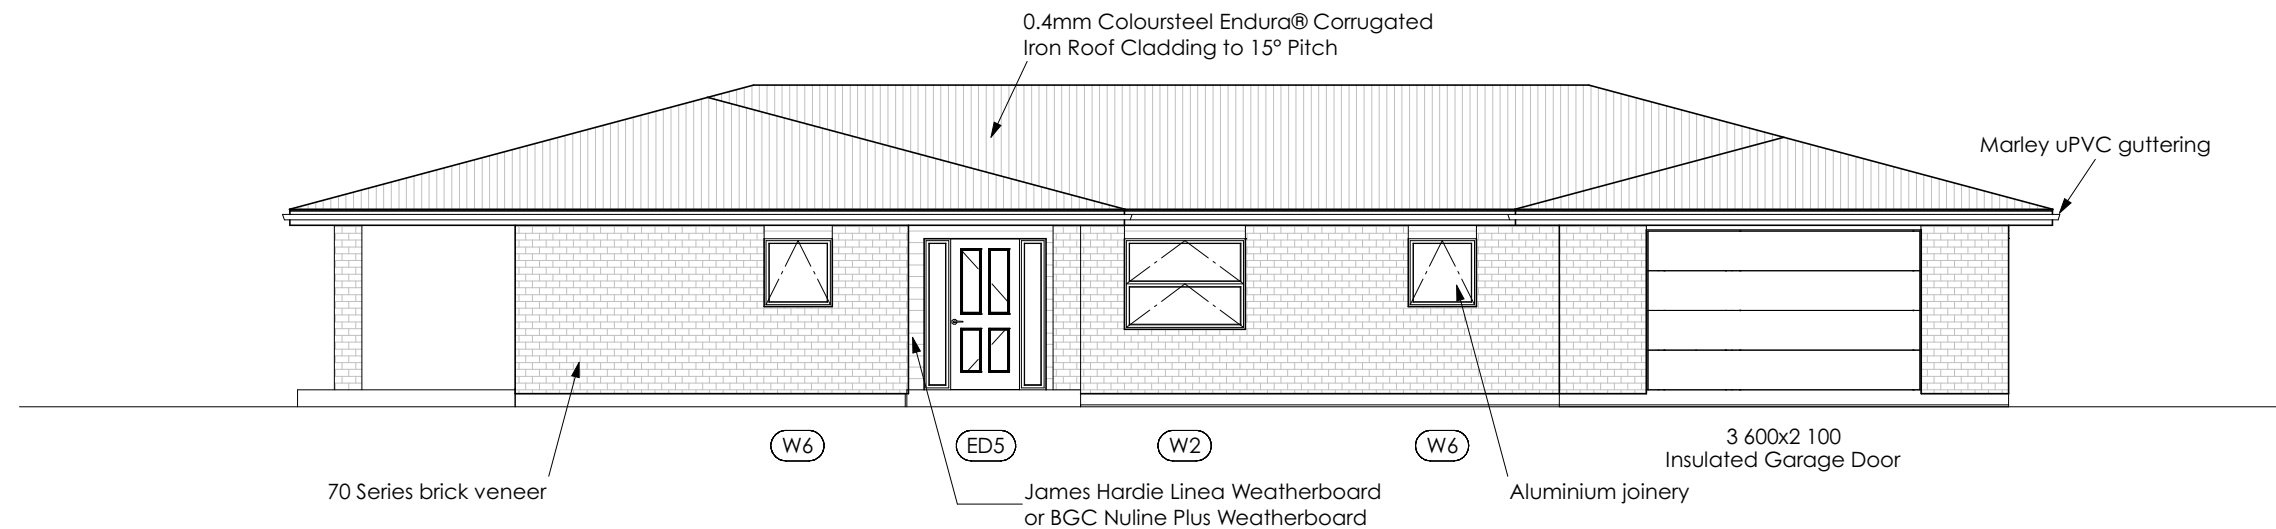 0.4mm Coloursteel Endura® Corrugated
Iron Roof Cladding to 15° Pitch
Marley uPVC guttering
W6
ED5
W2
W6
3 600x2 100
Insulated Garage Door
70 Series brick veneer
James Hardie Linea Weatherboard
or BGC Nuline Plus Weatherboard
Aluminium joinery